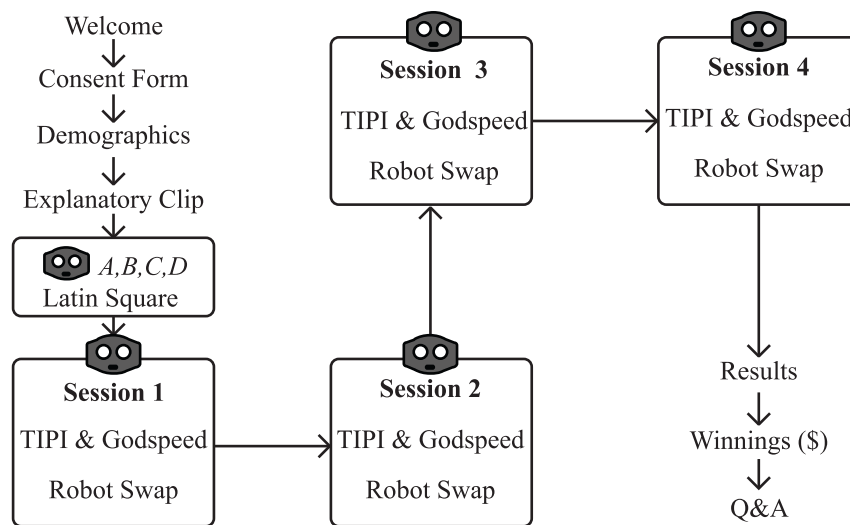 Welcome
Consent Form
Demographics
Explanatory Clip
A,B,C,D
Latin Square
Session 1
TIPI & Godspeed
Robot Swap
Session 2
TIPI & Godspeed
Robot Swap
Session 3
TIPI & Godspeed
Robot Swap
Session 4
TIPI & Godspeed
Robot Swap
Results
Winnings ($)
Q&A